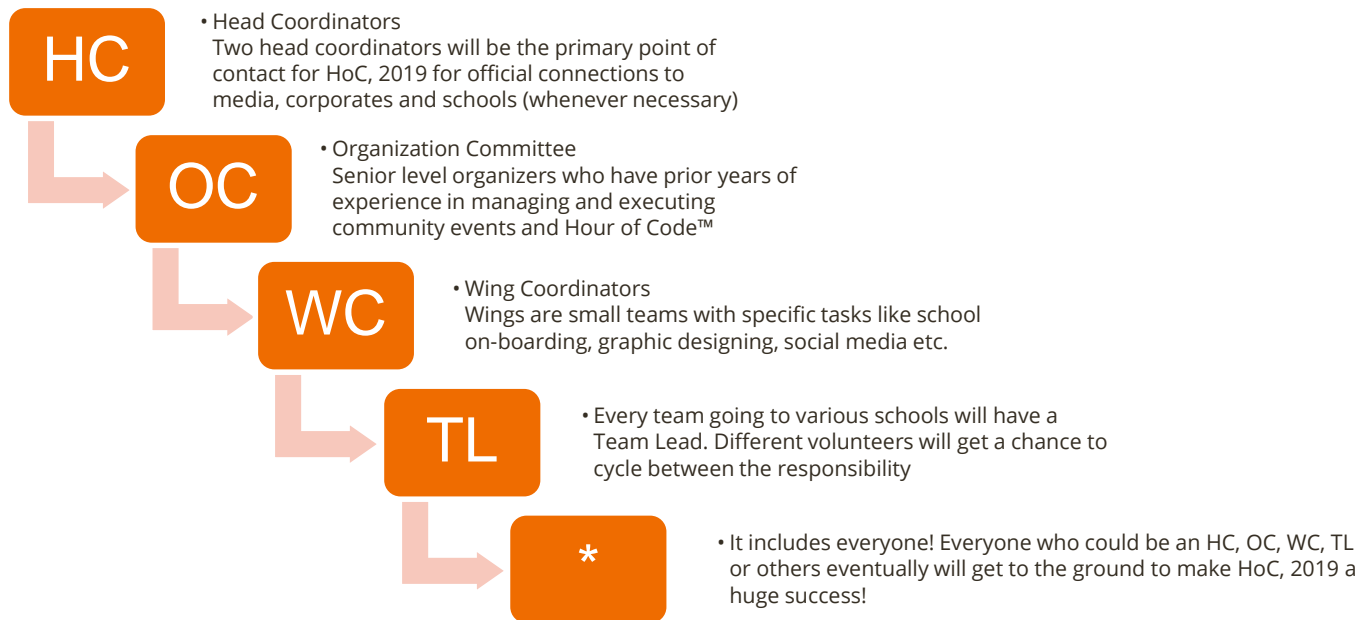 HC
• Head Coordinators
Two head coordinators will be the primary point of
contact for HoC, 2019 for official connections to
media, corporates and schools (whenever necessary)
OC
• Organization Committee
Senior level organizers who have prior years of
experience in managing and executing
community events and Hour of Code™
WC
• Wing Coordinators
Wings are small teams with specific tasks like school
on-boarding, graphic designing, social media etc.
TL
• Every team going to various schools will have a
Team Lead. Different volunteers will get a chance to
cycle between the responsibility
*
• It includes everyone! Everyone who could be an HC, OC, WC, TL
or others eventually will get to the ground to make HoC, 2019 a
huge success!